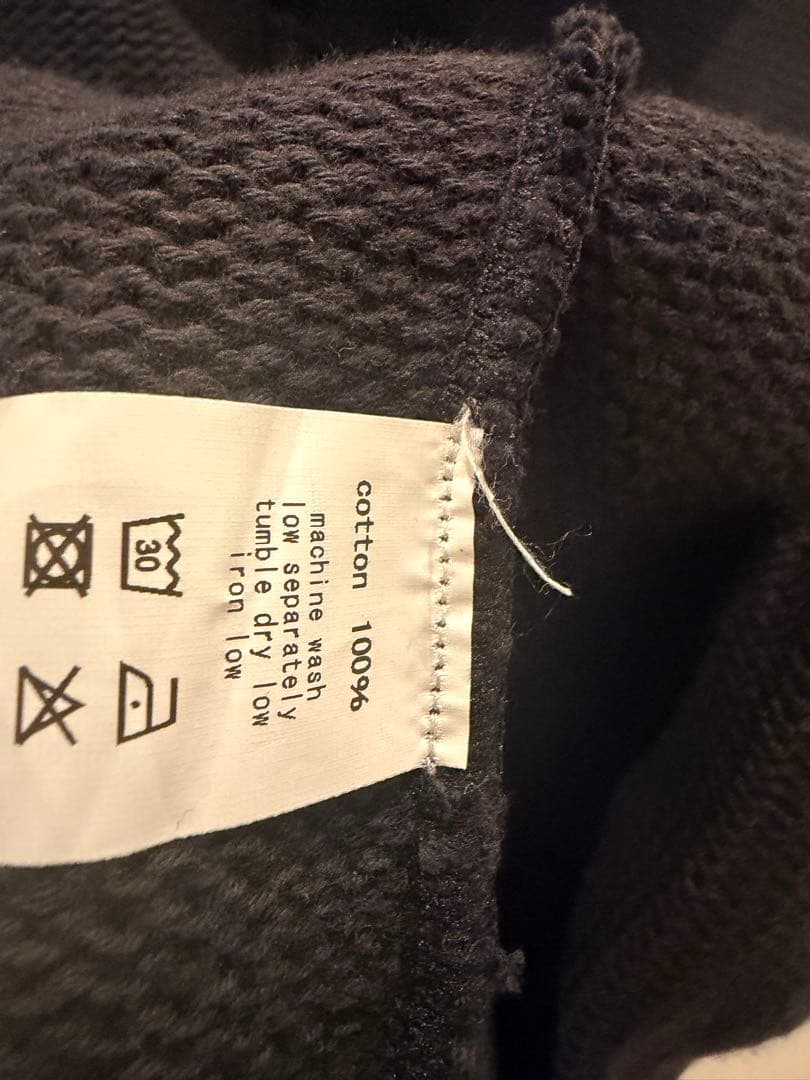 cotton 100%
machine wash
low separately
tumble dry low
iron low
30